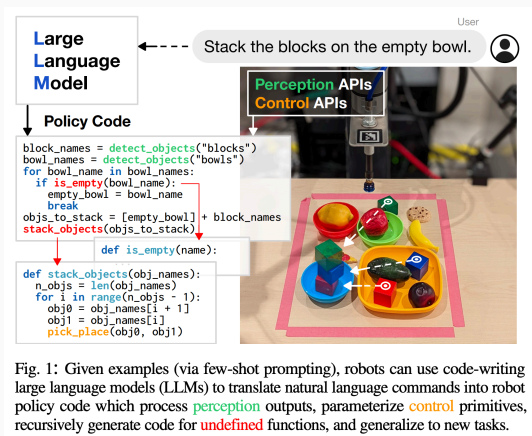 User
Large
Language
Model
Stack the blocks on the empty bowl.
Perception APIs
Control APIs
Policy Code
block_names = detect_objects("blocks")
bowl_names = detect_objects("bowls")
for bowl_name in bowl_names:
  if is_empty(bowl_name):
    empty_bowl = bowl_name
    break
objs_to_stack = [empty_bowl] + block_names
stack_objects(objs_to_stack)
def is_empty(name):
def stack_objects(obj_names):
  n_objs = len(obj_names)
  for i in range(n_objs - 1):
    obj0 = obj_names[i + 1]
    obj1 = obj_names[i]
    pick_place(obj0, obj1)
Fig. 1: Given examples (via few-shot prompting), robots can use code-writing
large language models (LLMs) to translate natural language commands into robot
policy code which process perception outputs, parameterize control primitives,
recursively generate code for undefined functions, and generalize to new tasks.